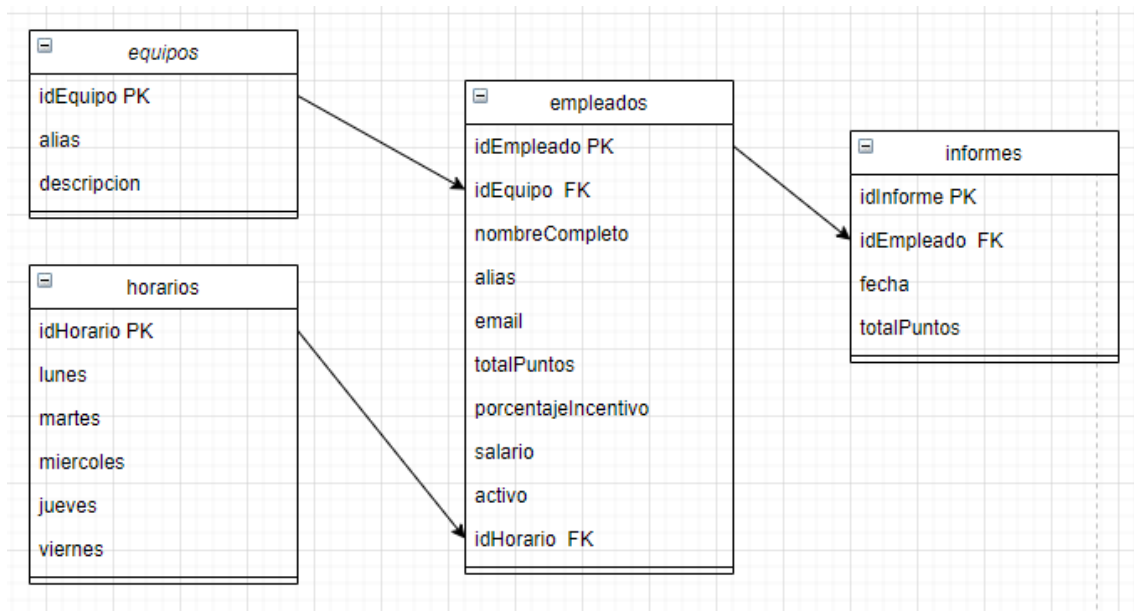 equipos
idEquipo PK
alias
descripcion
horarios
idHorario PK
lunes
martes
miercoles
jueves
viernes
empleados
idEmpleado PK
idEquipo FK
nombreCompleto
alias
email
totalPuntos
porcentajeIncentivo
salario
activo
idHorario FK
informes
idInforme PK
idEmpleado FK
fecha
totalPuntos